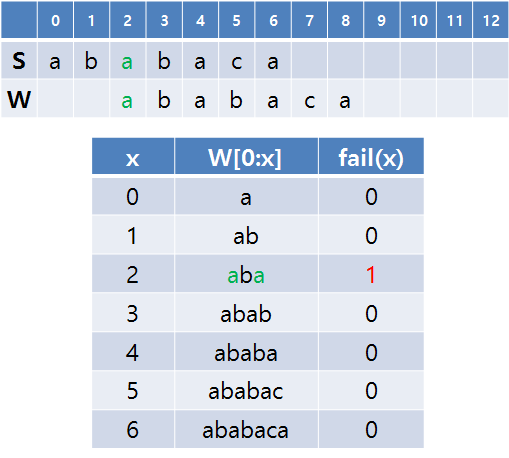 0 1 2 3 4 5 6 7 8 9 10 11 12
S a b a b a c a
W a b a b a c a
x W[0:x] fail(x)
0 a 0
1 ab 0
2 aba 1
3 abab 0
4 ababa 0
5 ababac 0
6 ababaca 0